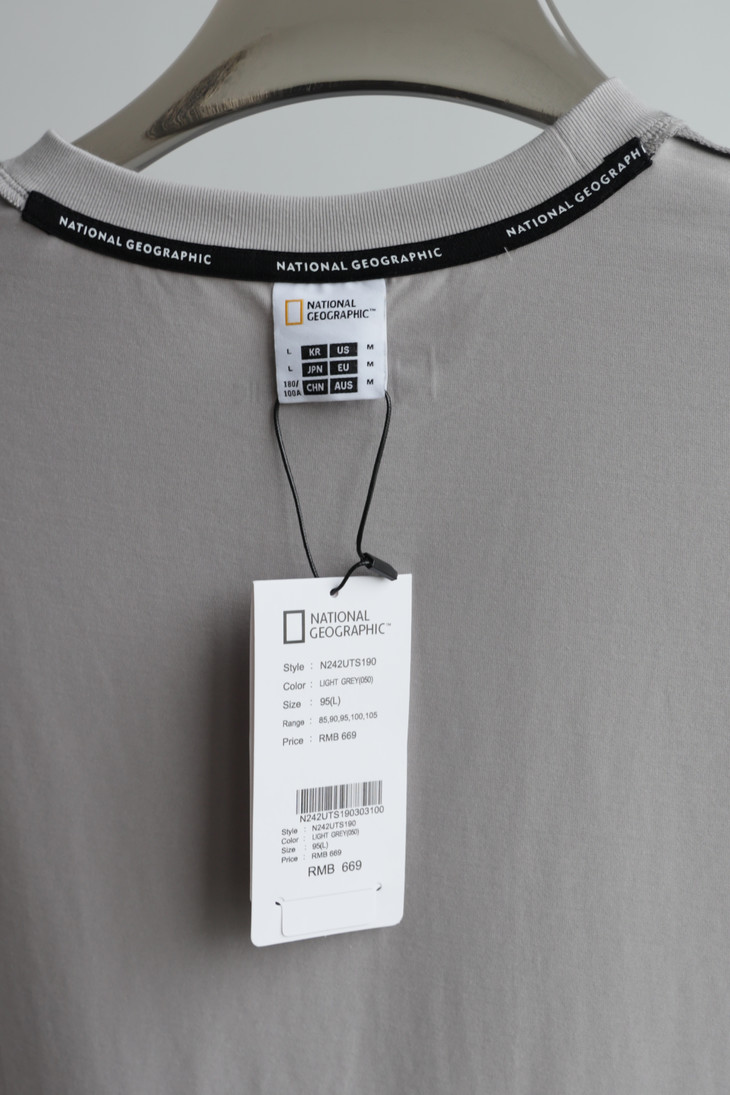 NATIONAL GEOGRAPHIC
NATIONAL GEOGRAPHIC
NATIONAL GEOGRAPH
NATIONAL
GEOGRAPHIC™
L KR US M
L JPN EU M
180/
100A CHN AUS M
NATIONAL
GEOGRAPHIC™
Style : N242UTS190
Color : LIGHT GREY(050)
Size : 95(L)
Range : 85,90,95,100,105
Price : RMB 669
N242UTS190303100
Style : N242UTS190
Color : LIGHT GREY(050)
Size : 95(L)
Price : RMB 669
RMB 669